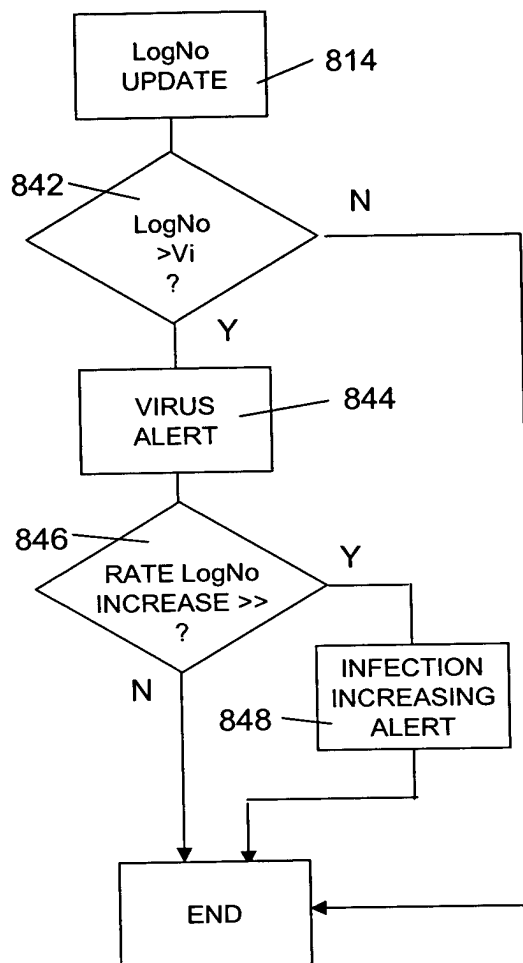 LogNo
UPDATE
814
842
N
LogNo
>Vi
?
Y
VIRUS
ALERT
844
846
Y
RATE LogNo
INCREASE >>
?
N
INFECTION
INCREASING
ALERT
848
END